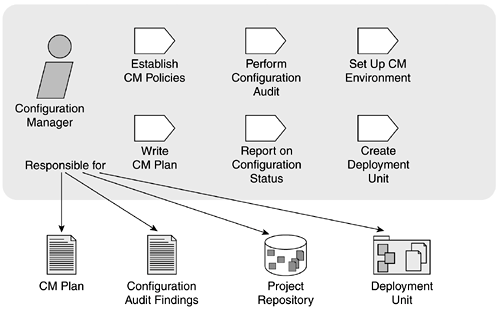 Establish
CM Policies
Perform
Configuration
Audit
Set Up CM
Environment
Configuration
Manager
Write
CM Plan
Report on
Configuration
Status
Create
Deployment
Unit
Responsible for
CM Plan
Configuration
Audit Findings
Project
Repository
Deployment
Unit